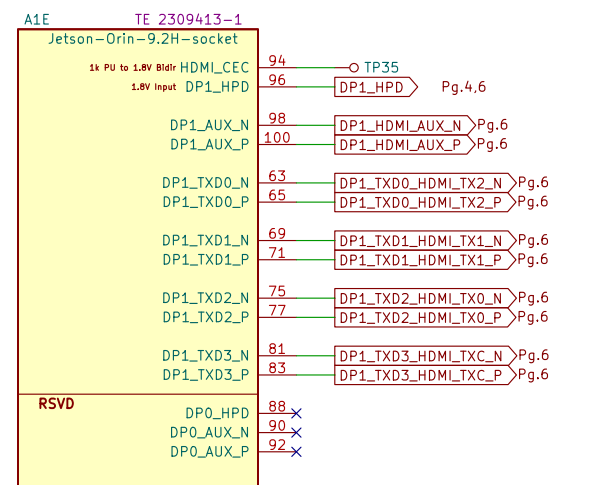 A1E TE 2309413-1
Jetson-Orin-9.2H-socket
1k PU to 1.8V Bidir HDMI_CEC 94 TP35
1.8V Input DP1_HPD 96 DP1_HPD Pg.4,6
DP1_AUX_N 98 DP1_HDMI_AUX_N Pg.6
DP1_AUX_P 100 DP1_HDMI_AUX_P Pg.6
DP1_TXD0_N 63 DP1_TXD0_HDMI_TX2_N Pg.6
DP1_TXD0_P 65 DP1_TXD0_HDMI_TX2_P Pg.6
DP1_TXD1_N 69 DP1_TXD1_HDMI_TX1_N Pg.6
DP1_TXD1_P 71 DP1_TXD1_HDMI_TX1_P Pg.6
DP1_TXD2_N 75 DP1_TXD2_HDMI_TX0_N Pg.6
DP1_TXD2_P 77 DP1_TXD2_HDMI_TX0_P Pg.6
DP1_TXD3_N 81 DP1_TXD3_HDMI_TXC_N Pg.6
DP1_TXD3_P 83 DP1_TXD3_HDMI_TXC_P Pg.6
RSVD
DP0_HPD 88
DP0_AUX_N 90
DP0_AUX_P 92